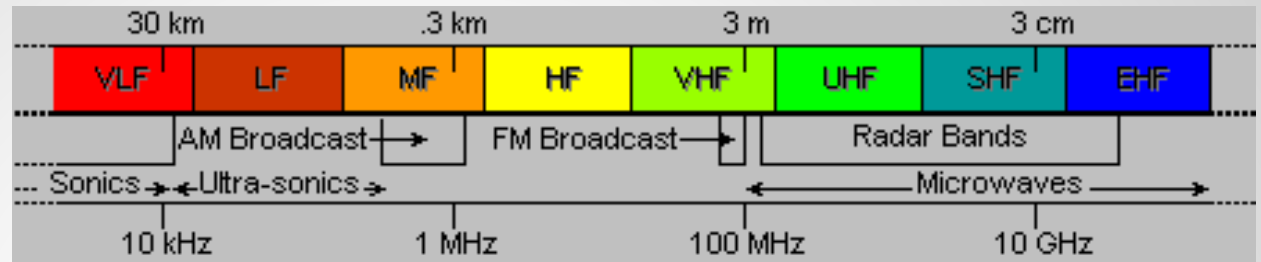 30 km .3 km 3 m 3 cm
VLF LF MF HF VHF UHF SHF EHF
AM Broadcast FM Broadcast Radar Bands
Sonics Ultra-sonics Microwaves
10 kHz 1 MHz 100 MHz 10 GHz